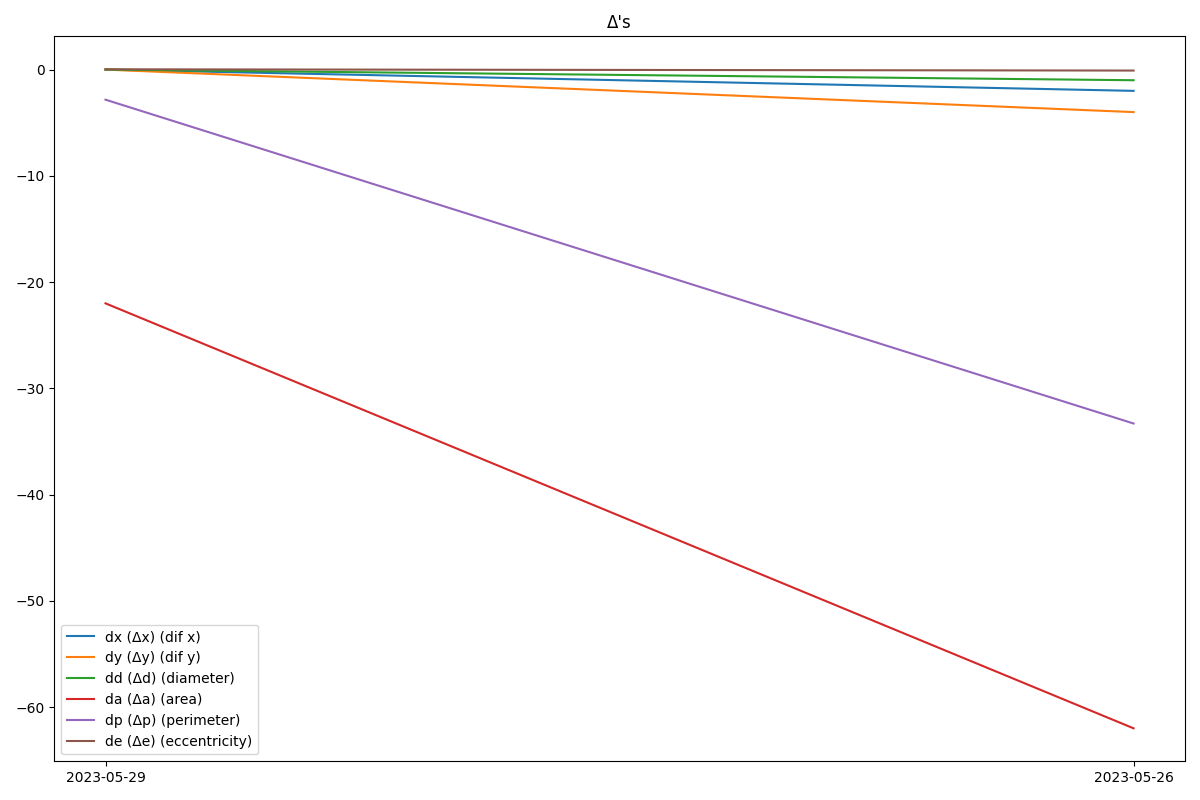 Δ's
0
−10
−20
−30
−40
−50
−60
dx (Δx) (dif x)
dy (Δy) (dif y)
dd (Δd) (diameter)
da (Δa) (area)
dp (Δp) (perimeter)
de (Δe) (eccentricity)
2023-05-29
2023-05-26